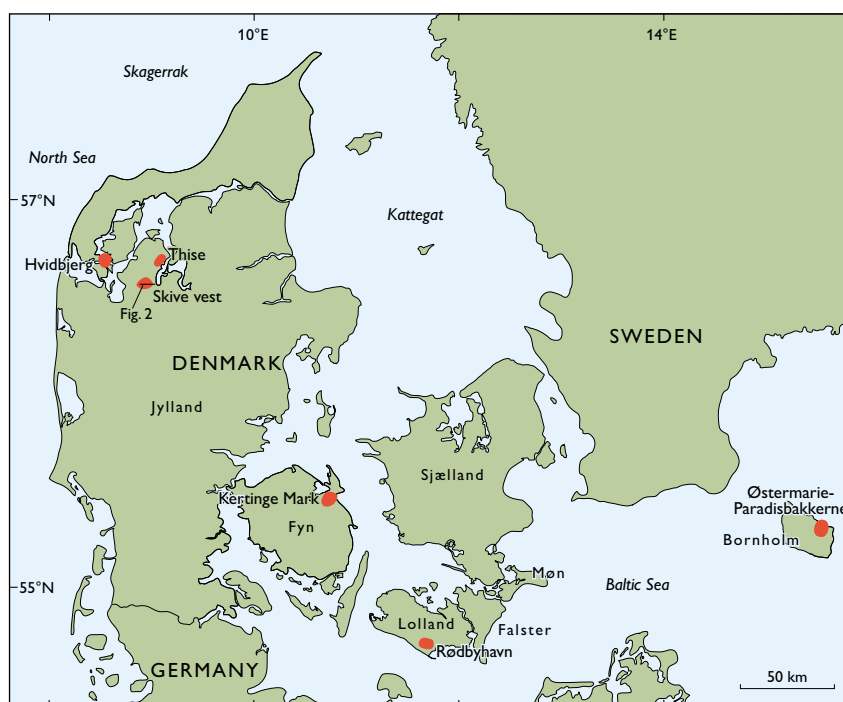 10°E
14°E
Skagerrak
North Sea
57°N
Kattegat
Hvidbjerg
Thise
Skive vest
Fig. 2
SWEDEN
DENMARK
Jylland
Sjælland
Kertinge Mark
Fyn
Østermarie-
Paradisbakkerne
Bornholm
Møn
Baltic Sea
55°N
Lolland
Falster
Rødbyhavn
GERMANY
50 km